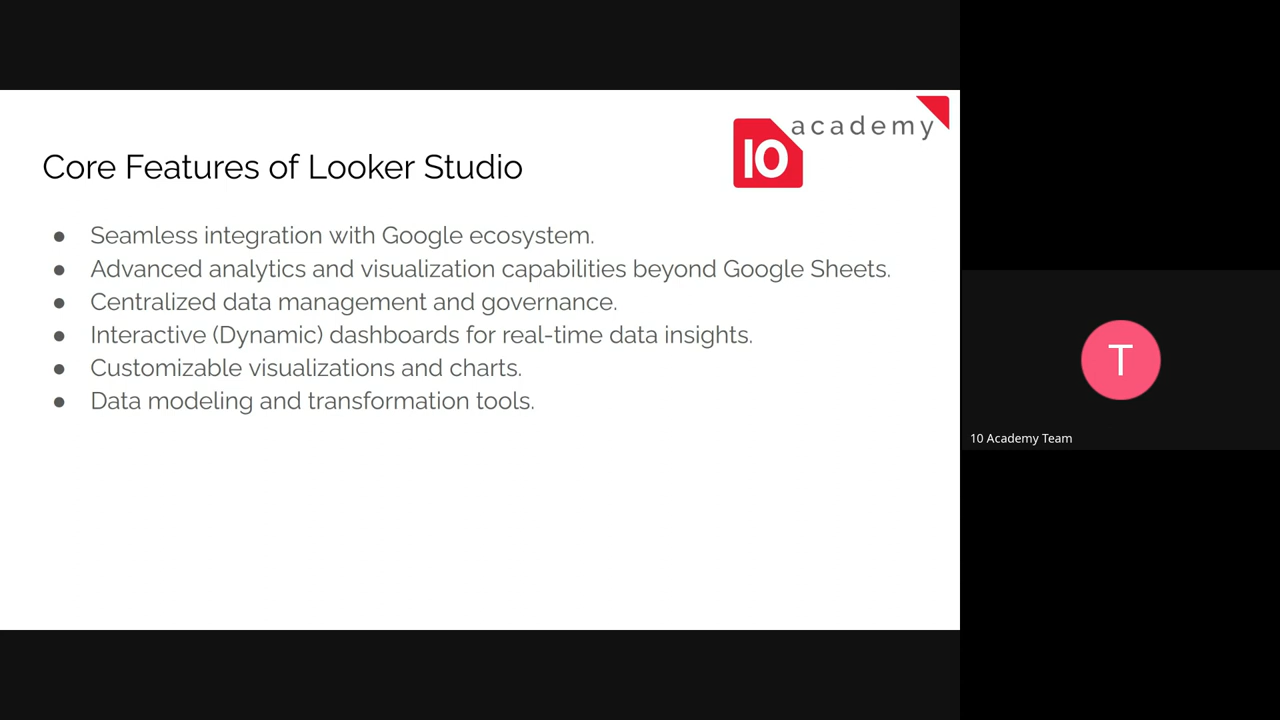 academy
10
Core Features of Looker Studio
● Seamless integration with Google ecosystem.
● Advanced analytics and visualization capabilities beyond Google Sheets.
● Centralized data management and governance.
● Interactive (Dynamic) dashboards for real-time data insights.
● Customizable visualizations and charts.
● Data modeling and transformation tools.
T
10 Academy Team